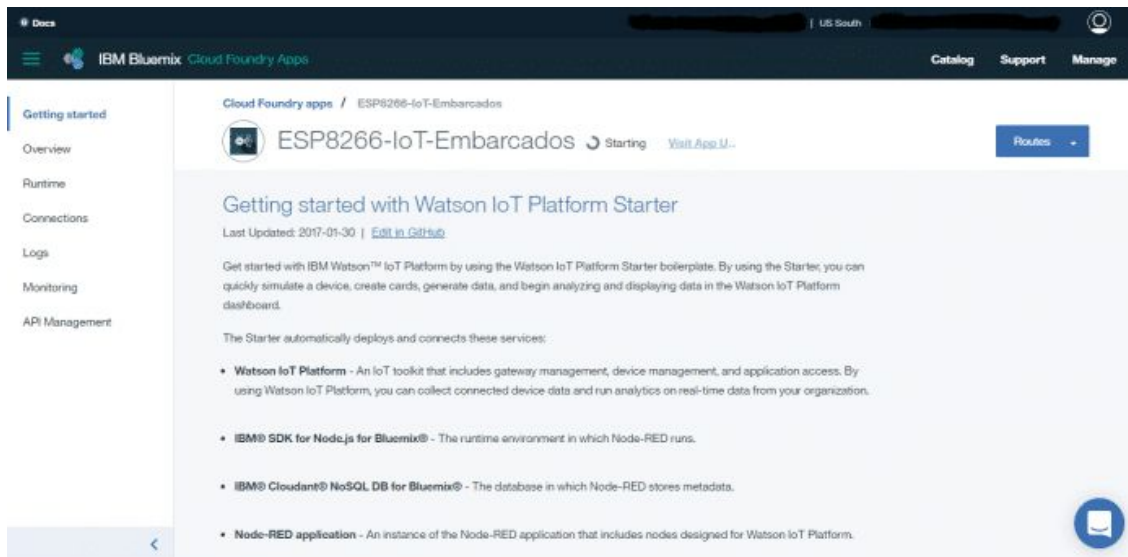 Docs
| US South
IBM Bluemix Cloud Foundry Apps
Catalog Support Manage
Getting started
Overview
Runtime
Connections
Logs
Monitoring
API Management
Cloud Foundry apps / ESP8266-IoT-Embarcados
ESP8266-IoT-Embarcados Starting Visit App U...
Routes
Getting started with Watson IoT Platform Starter
Last Updated: 2017-01-30 | Edit in GitHub
Get started with IBM Watson™ IoT Platform by using the Watson IoT Platform Starter boilerplate. By using the Starter, you can
quickly simulate a device, create cards, generate data, and begin analyzing and displaying data in the Watson IoT Platform
dashboard.
The Starter automatically deploys and connects these services:
• Watson IoT Platform - An IoT toolkit that includes gateway management, device management, and application access. By
using Watson IoT Platform, you can collect connected device data and run analytics on real-time data from your organization.
• IBM® SDK for Node.js for Bluemix® - The runtime environment in which Node-RED runs.
• IBM® Cloudant® NoSQL DB for Bluemix® - The database in which Node-RED stores metadata.
• Node-RED application - An instance of the Node-RED application that includes nodes designed for Watson IoT Platform.